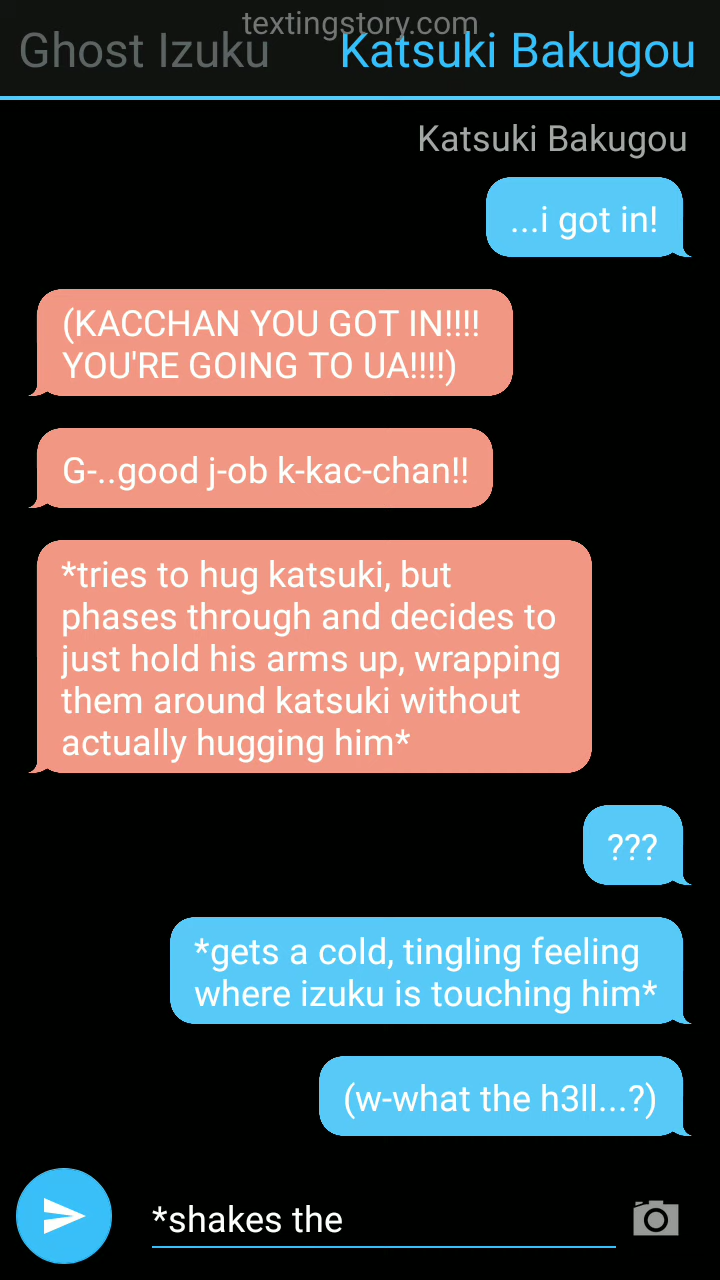 textingstory.com
Ghost Izuku Katsuki Bakugou
Katsuki Bakugou
...i got in!
(KACCHAN YOU GOT IN!!!!
YOU'RE GOING TO UA!!!!)
G-..good j-ob k-kac-chan!!
*tries to hug katsuki, but
phases through and decides to
just hold his arms up, wrapping
them around katsuki without
actually hugging him*
???
*gets a cold, tingling feeling
where izuku is touching him*
(w-what the h3ll...?)
*shakes the